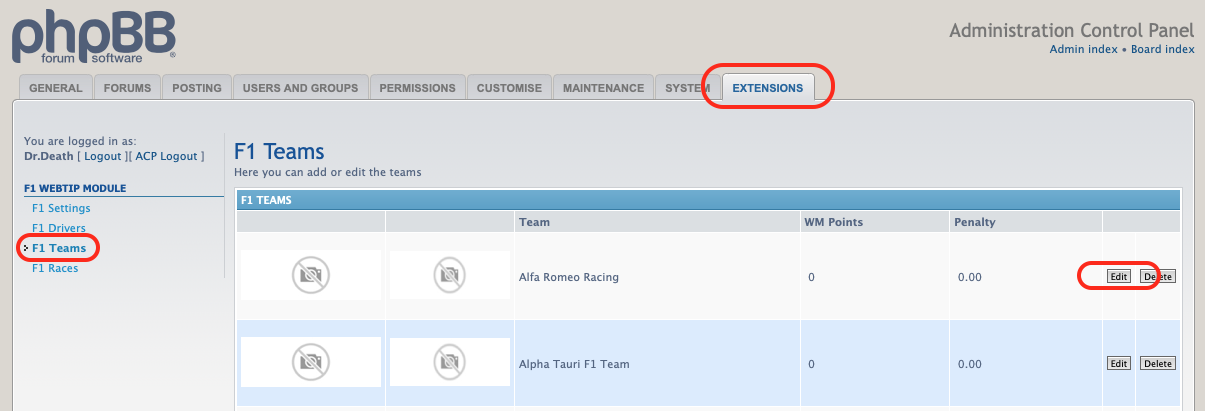 phpBB®
forum software
Administration Control Panel
Admin index • Board index
GENERAL FORUMS POSTING USERS AND GROUPS PERMISSIONS CUSTOMISE MAINTENANCE SYSTEM EXTENSIONS
You are logged in as:
Dr.Death [ Logout ][ ACP Logout ]
F1 WEBTIP MODULE
F1 Settings
F1 Drivers
F1 Teams
F1 Races
F1 Teams
Here you can add or edit the teams
F1 TEAMS
Team WM Points Penalty
Alfa Romeo Racing 0 0.00 Edit Delete
Alpha Tauri F1 Team 0 0.00 Edit Delete